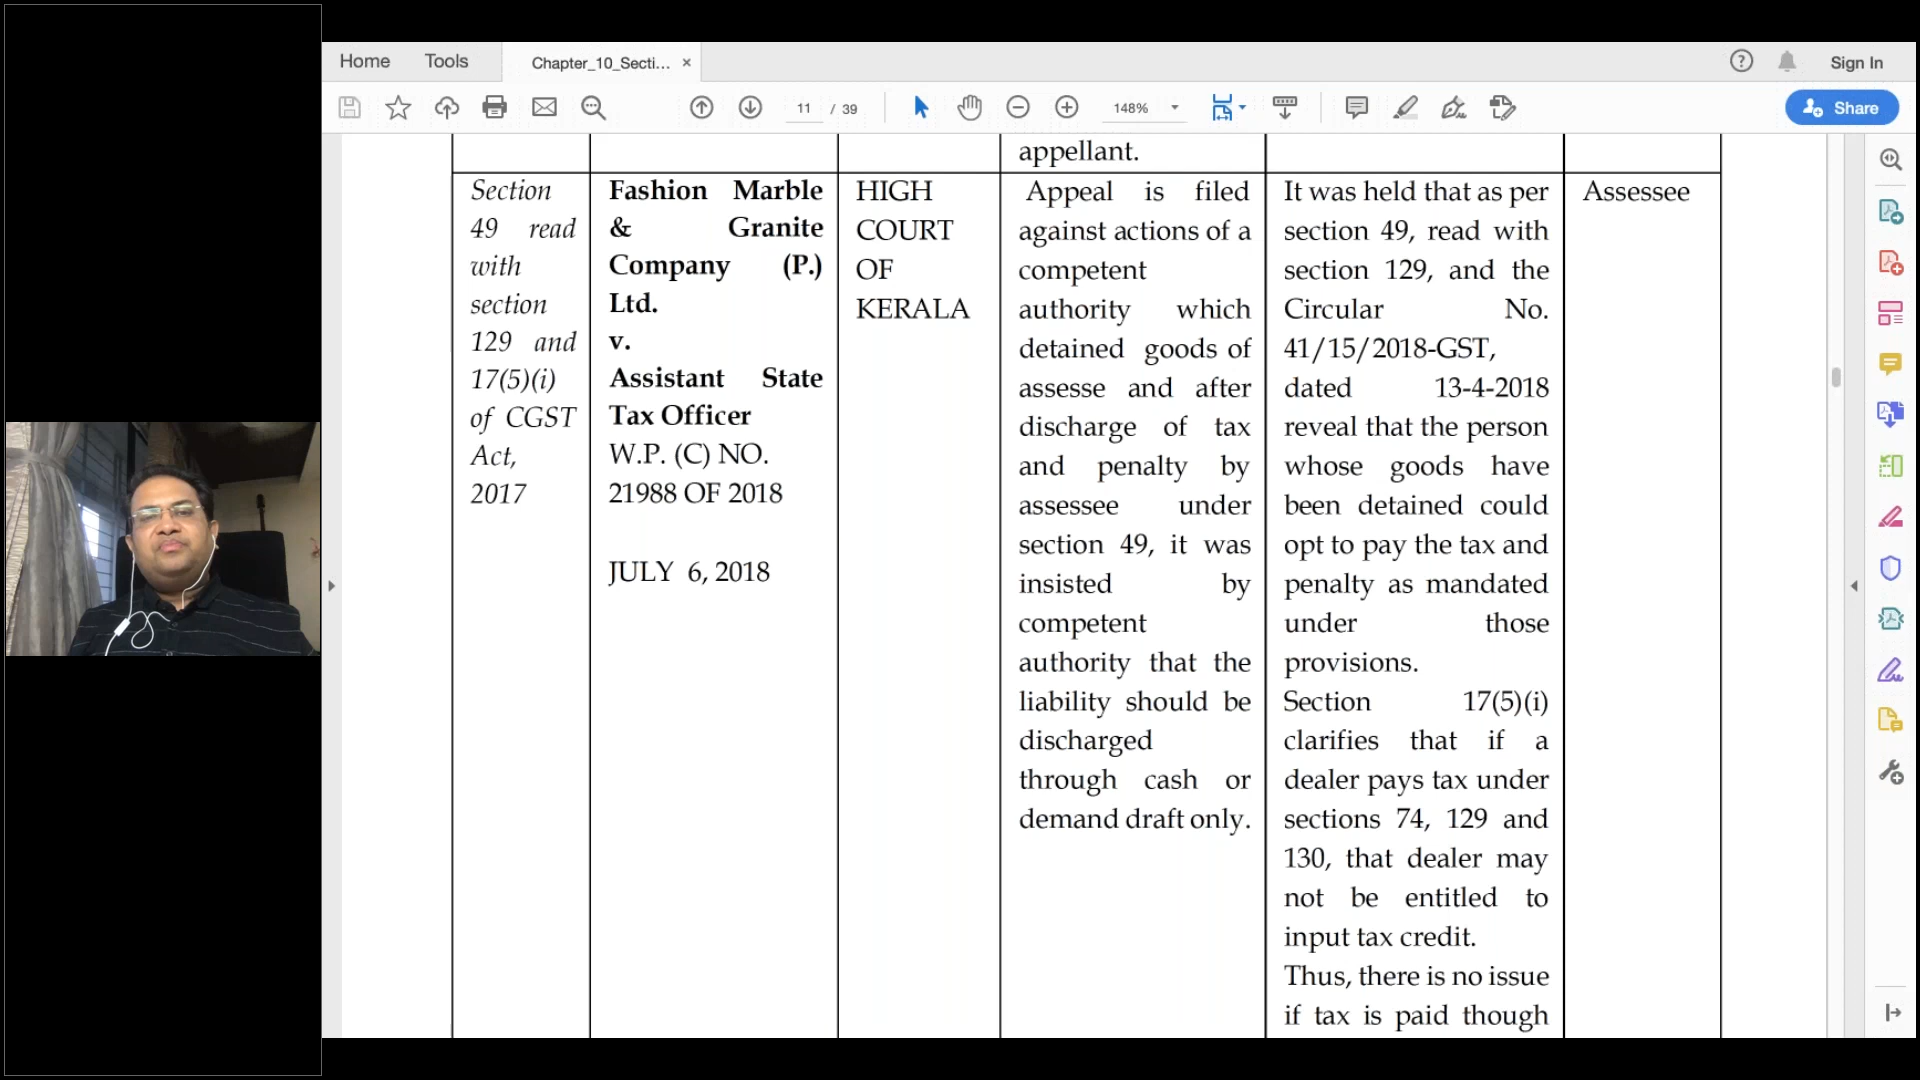 Home
Tools
Chapter_10_Secti... ×
Sign In
11 / 39
148%
Share
appellant.
Section
49 read
with
section
129 and
17(5)(i)
of CGST
Act,
2017
Fashion Marble
& Granite
Company (P.)
Ltd.
v.
Assistant State
Tax Officer
W.P. (C) NO.
21988 OF 2018
JULY 6, 2018
HIGH
COURT
OF
KERALA
Appeal is filed
against actions of a
competent
authority which
detained goods of
assesse and after
discharge of tax
and penalty by
assessee under
section 49, it was
insisted by
competent
authority that the
liability should be
discharged
through cash or
demand draft only.
It was held that as per
section 49, read with
section 129, and the
Circular No.
41/15/2018-GST,
dated 13-4-2018
reveal that the person
whose goods have
been detained could
opt to pay the tax and
penalty as mandated
under those
provisions.
Section 17(5)(i)
clarifies that if a
dealer pays tax under
sections 74, 129 and
130, that dealer may
not be entitled to
input tax credit.
Thus, there is no issue
if tax is paid though
Assessee